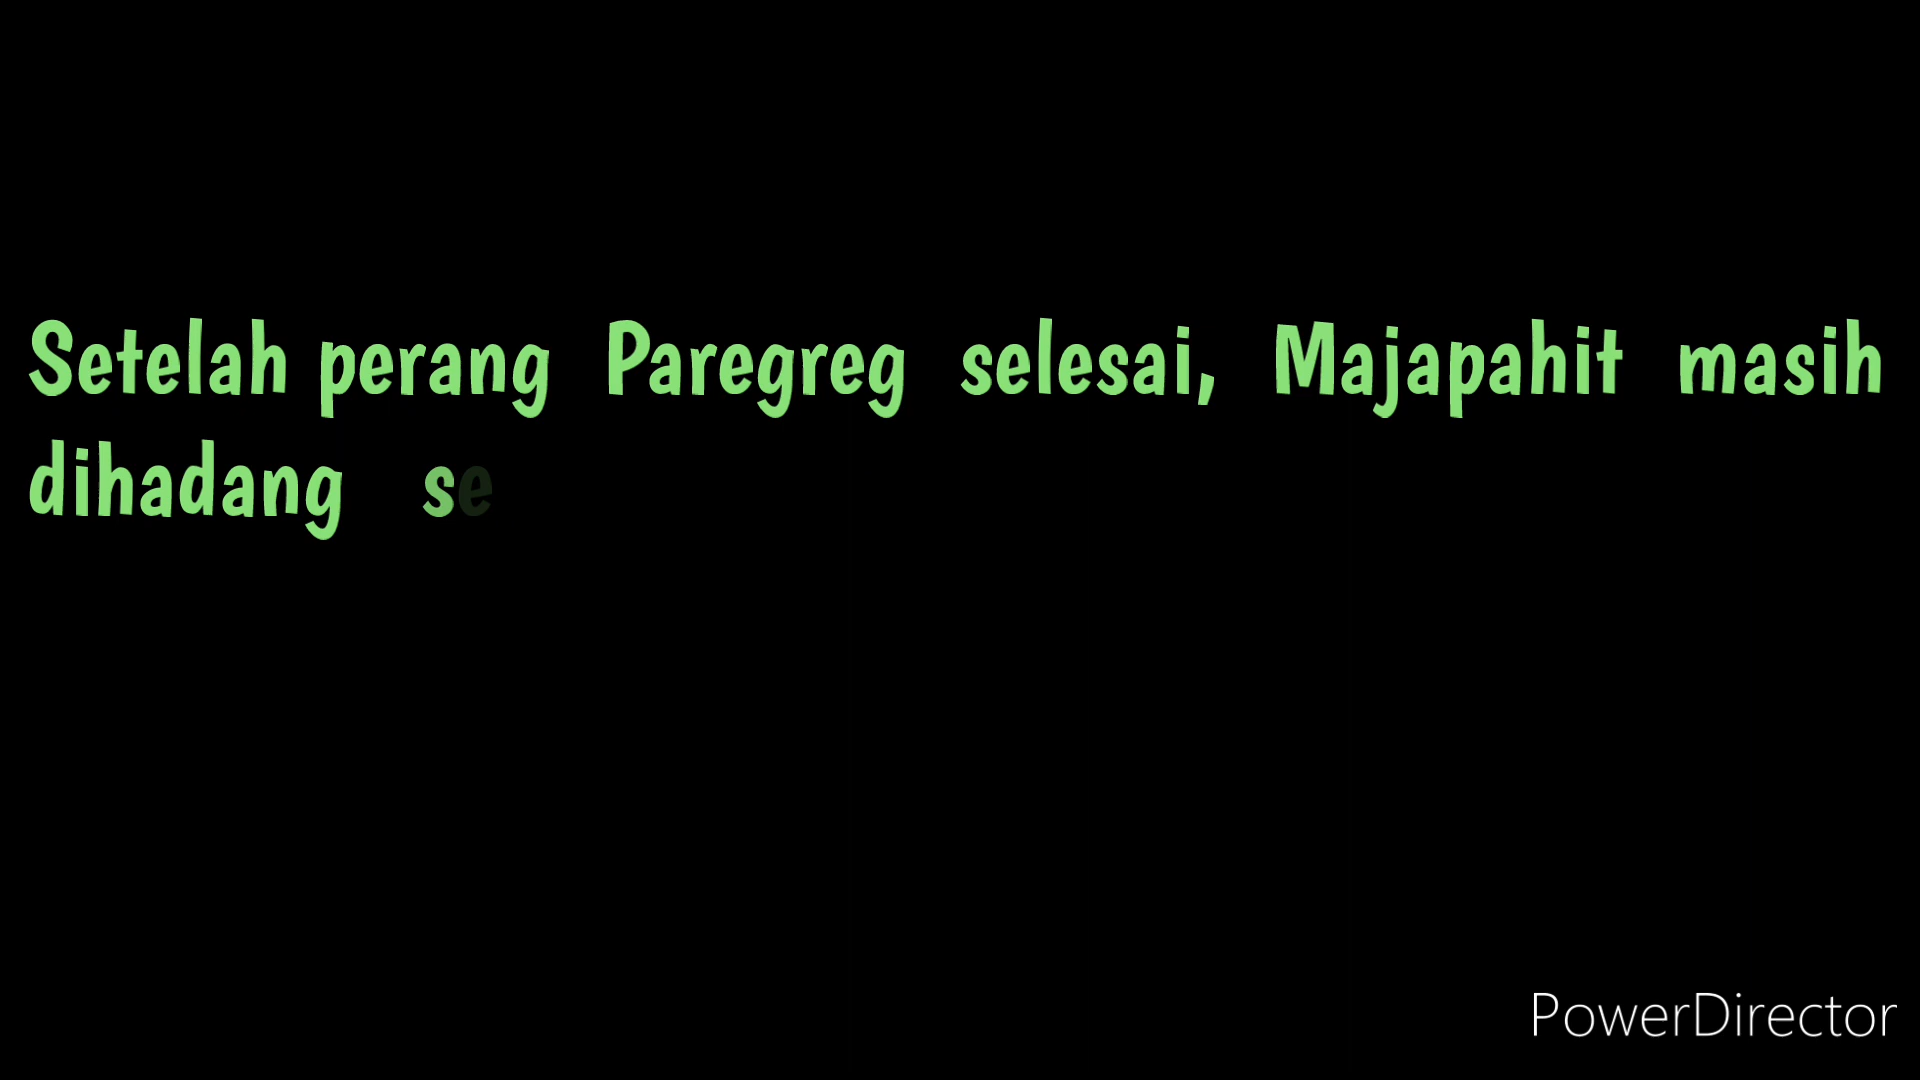 Setelah perang Paregreg selesai, Majapahit masih
dihadang se
PowerDirector